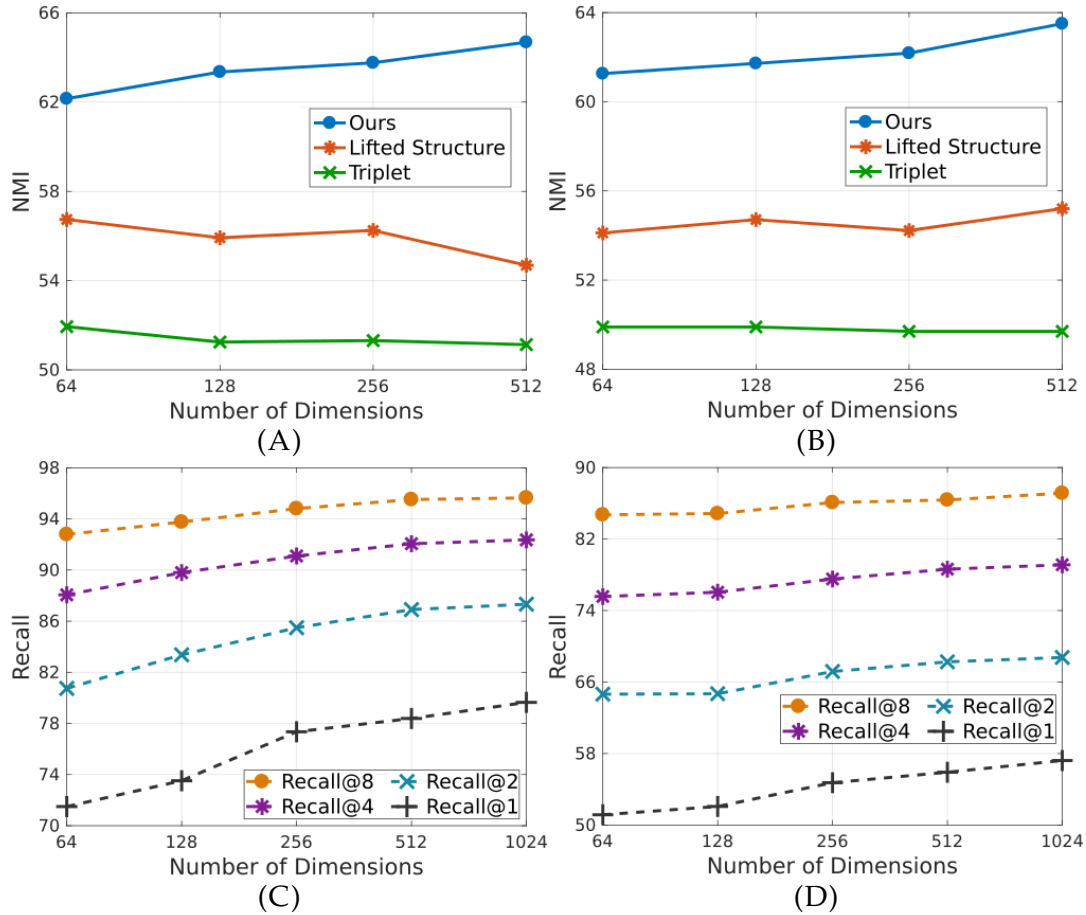 66
62
58
54
50
NMI
Ours
Lifted Structure
Triplet
64 128 256 512
Number of Dimensions
(A)
64
60
56
52
48
NMI
Ours
Lifted Structure
Triplet
64 128 256 512
Number of Dimensions
(B)
98
94
90
86
82
78
74
70
Recall
Recall@8 Recall@2
Recall@4 Recall@1
64 128 256 512 1024
Number of Dimensions
(C)
90
82
74
66
58
50
Recall
Recall@8 Recall@2
Recall@4 Recall@1
64 128 256 512 1024
Number of Dimensions
(D)